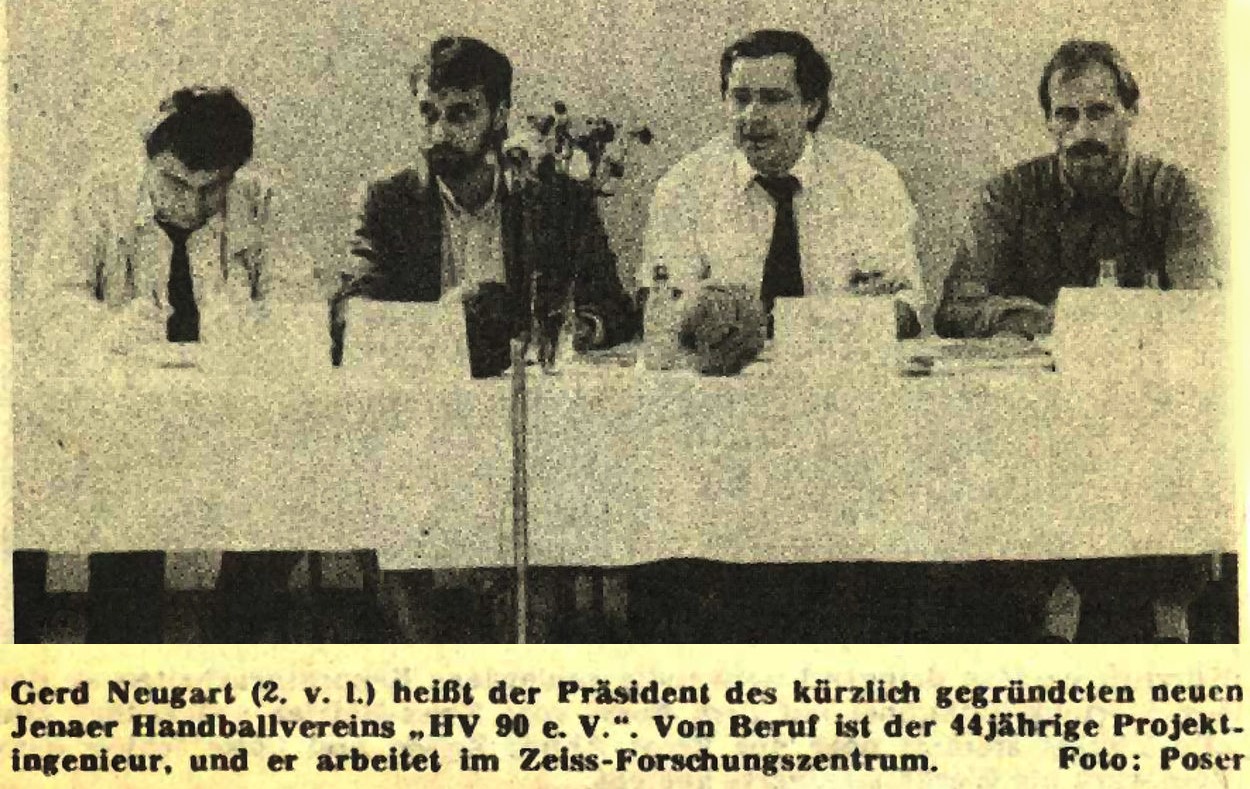 Gerd Neugart (2. v. l.) heißt der Präsident des kürzlich gegründeten neuen
Jenaer Handballvereins „HV 90 e. V.“. Von Beruf ist der 44jährige Projekt-
ingenieur, und er arbeitet im Zeiss-Forschungszentrum. Foto: Poser